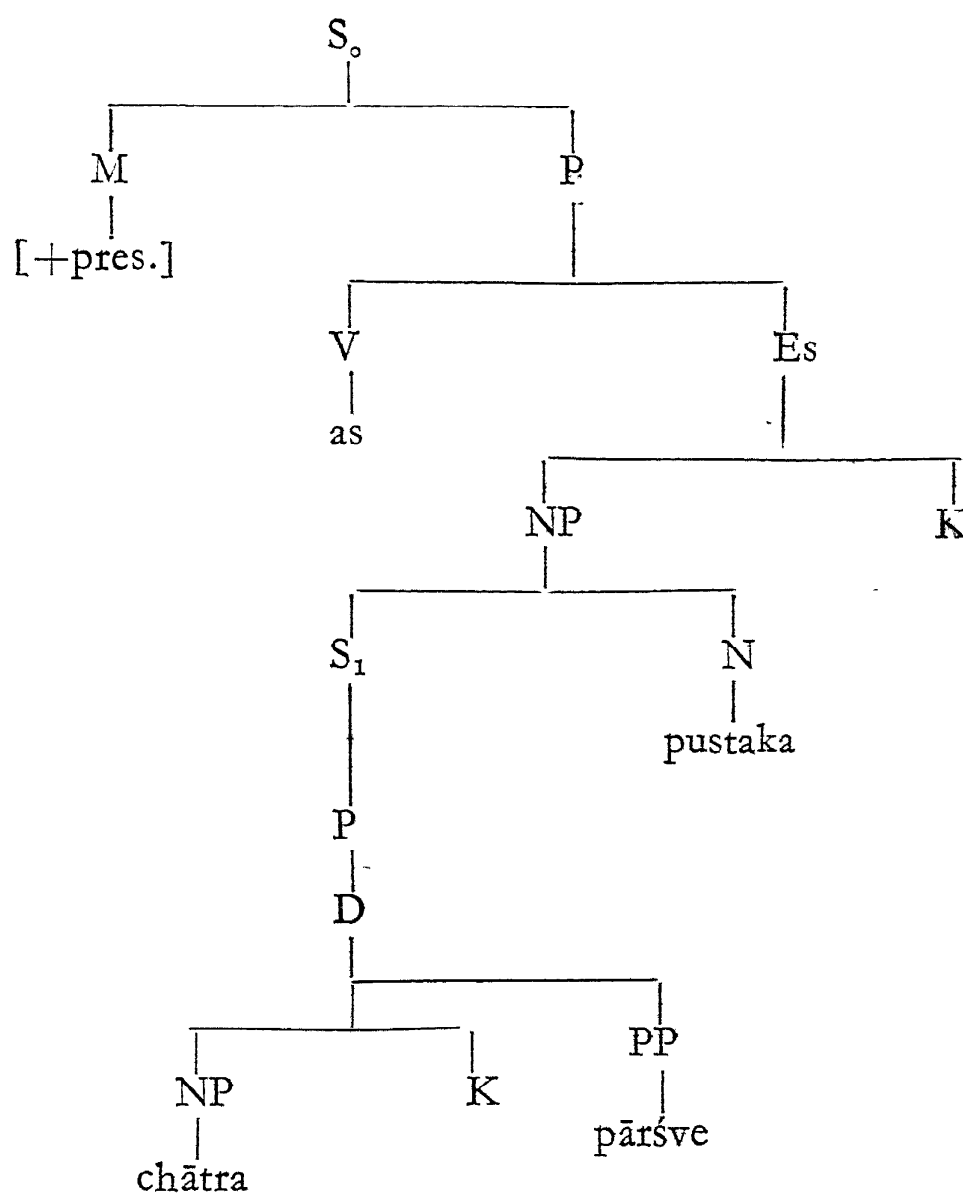 S₀
M P
[+pres.]
V Es
as
NP K
S₁ N
pustaka
P
D
PP
NP K
pārśve
chātra